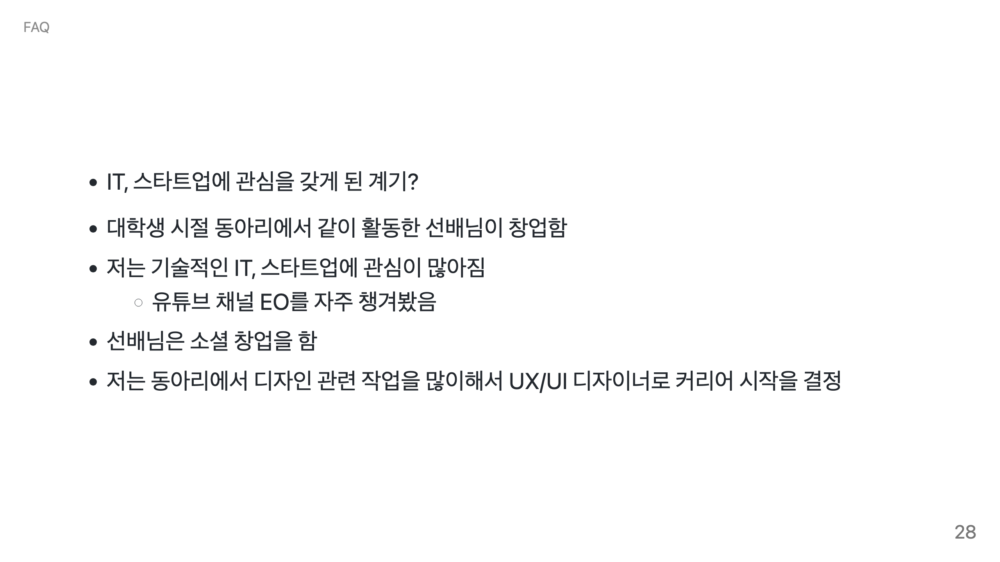 FAQ
IT, 스타트업에 관심을 갖게 된 계기?
대학생 시절 동아리에서 같이 활동한 선배님이 창업함
저는 기술적인 IT, 스타트업에 관심이 많아짐
유튜브 채널 EO를 자주 챙겨봤음
선배님은 소셜 창업을 함
저는 동아리에서 디자인 관련 작업을 많이해서 UX/UI 디자이너로 커리어 시작을 결정
28